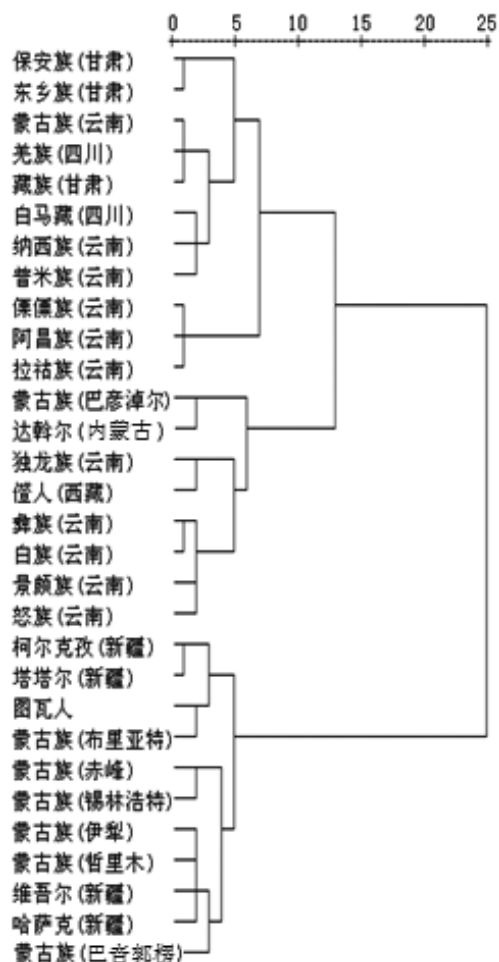 0 5 10 15 20 25
保安族(甘肃)
东乡族(甘肃)
蒙古族(云南)
羌族(四川)
藏族(甘肃)
白马藏(四川)
纳西族(云南)
普米族(云南)
傈僳族(云南)
阿昌族(云南)
拉祜族(云南)
蒙古族(巴彦淖尔)
达斡尔(内蒙古)
独龙族(云南)
僜人(西藏)
彝族(云南)
白族(云南)
景颇族(云南)
怒族(云南)
柯尔克孜(新疆)
塔塔尔(新疆)
图瓦人
蒙古族(布里亚特)
蒙古族(赤峰)
蒙古族(锡林浩特)
蒙古族(伊犁)
蒙古族(哲里木)
维吾尔(新疆)
哈萨克(新疆)
蒙古族(巴音郭楞)